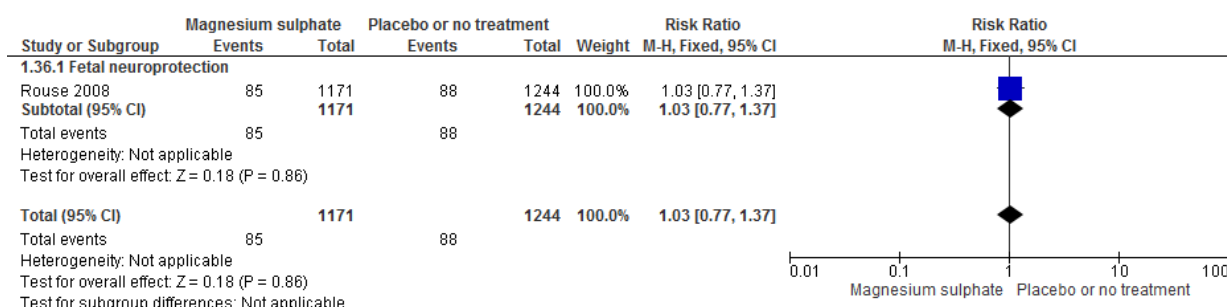 Magnesium sulphate Placebo or no treatment Risk Ratio Risk Ratio
Study or Subgroup Events Total Events Total Weight M-H, Fixed, 95% CI M-H, Fixed, 95% CI
1.36.1 Fetal neuroprotection
Rouse 2008 85 1171 88 1244 100.0% 1.03 [0.77, 1.37]
Subtotal (95% CI) 1171 1244 100.0% 1.03 [0.77, 1.37]
Total events 85 88
Heterogeneity: Not applicable
Test for overall effect: Z = 0.18 (P = 0.86)
Total (95% CI) 1171 1244 100.0% 1.03 [0.77, 1.37]
Total events 85 88
Heterogeneity: Not applicable
Test for overall effect: Z = 0.18 (P = 0.86)
Test for subgroup differences: Not applicable
0.01 0.1 1 10 100
Magnesium sulphate Placebo or no treatment